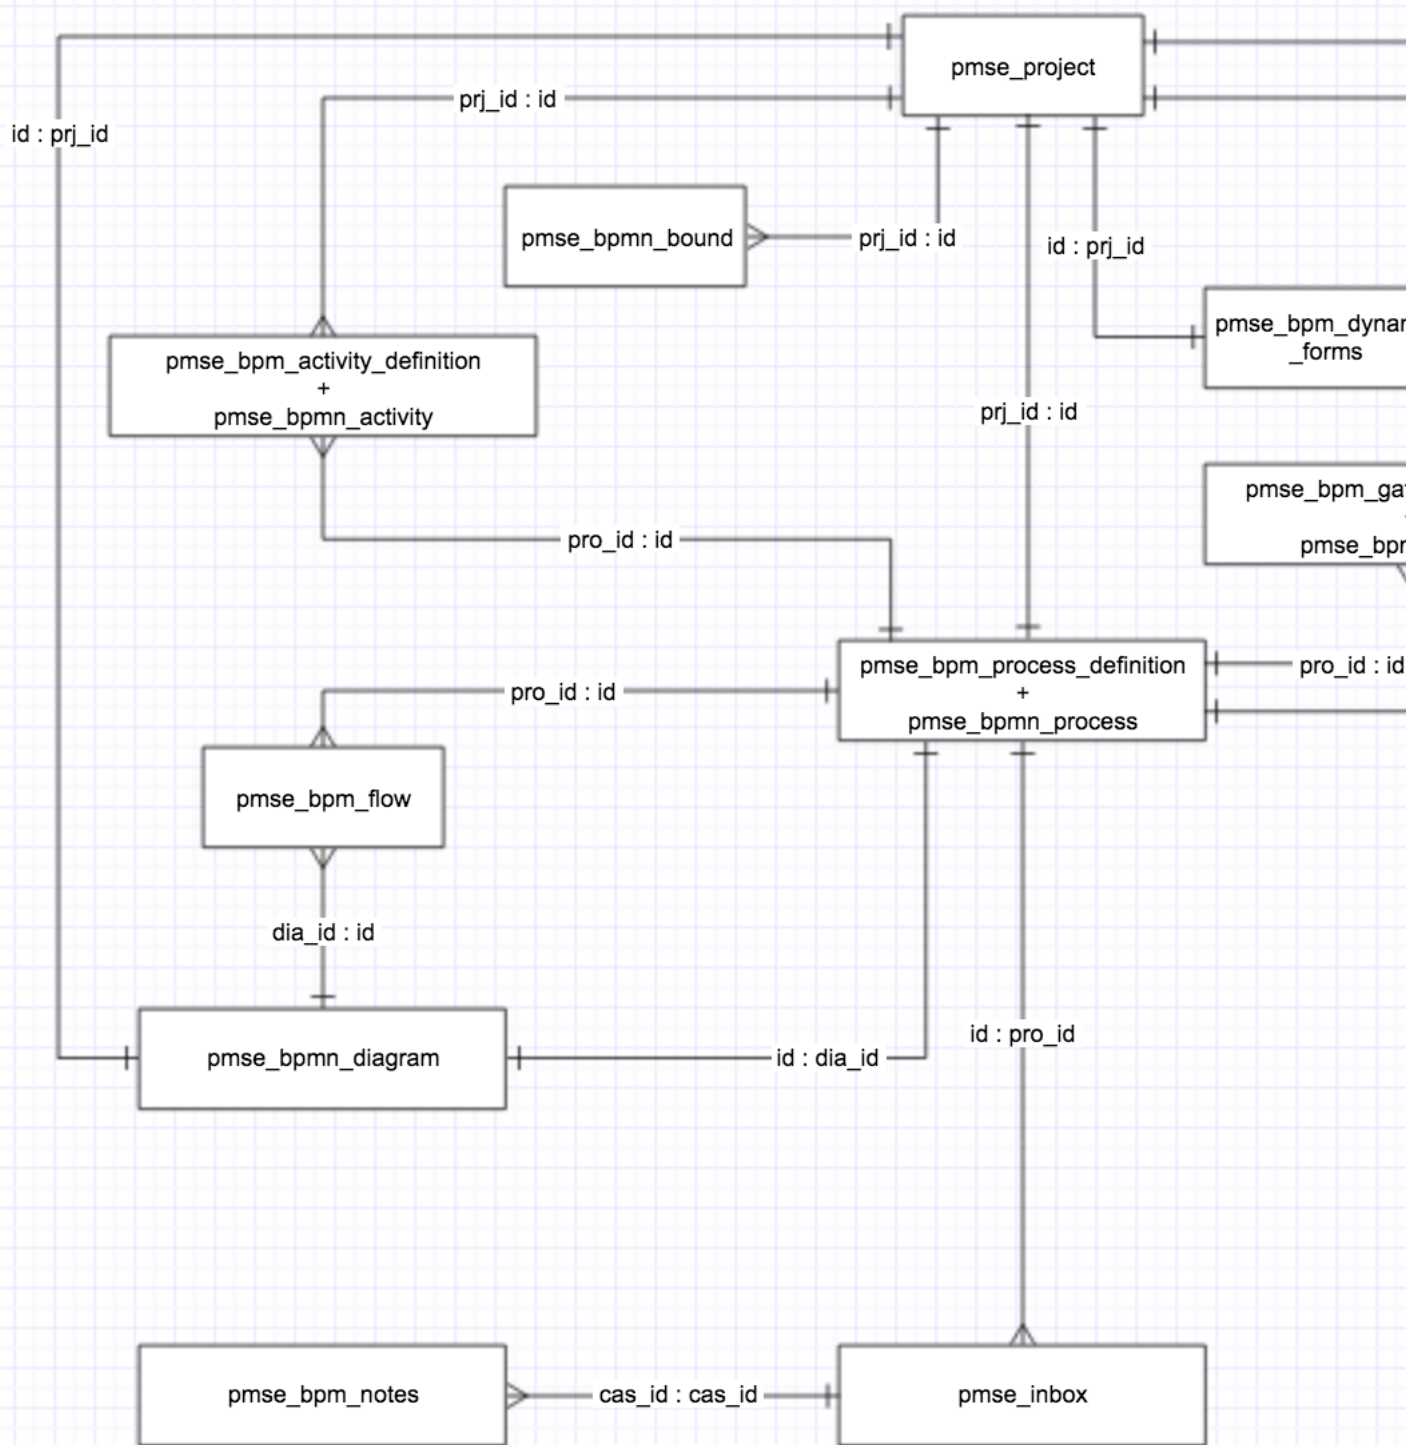 pmse_project
prj_id : id
id : prj_id
pmse_bpmn_bound
prj_id : id
id : prj_id
pmse_bpm_dynar
_forms
pmse_bpm_activity_definition
+
pmse_bpmn_activity
prj_id : id
pmse_bpm_ga
pmse_bpr
pro_id : id
pmse_bpm_process_definition
+
pmse_bpmn_process
pro_id : id
pro_id : id
pmse_bpm_flow
dia_id : id
id : pro_id
pmse_bpmn_diagram
id : dia_id
pmse_bpm_notes
cas_id : cas_id
pmse_inbox